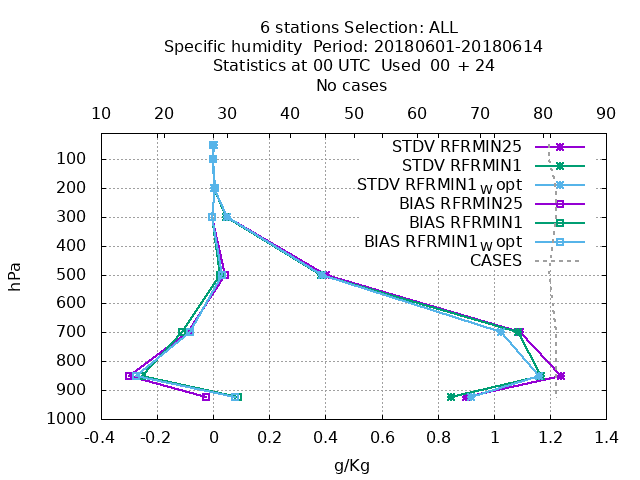 6 stations Selection: ALL
Specific humidity  Period: 20180601-20180614
Statistics at 00 UTC  Used  00 + 24
No cases
10 20 30 40 50 60 70 80 90
STDV RFRMIN25
STDV RFRMIN1
STDV RFRMIN1_W opt
BIAS RFRMIN25
BIAS RFRMIN1
BIAS RFRMIN1_W opt
CASES
100
200
300
400
500
600
700
800
900
1000
hPa
-0.4 -0.2 0 0.2 0.4 0.6 0.8 1 1.2 1.4
g/Kg